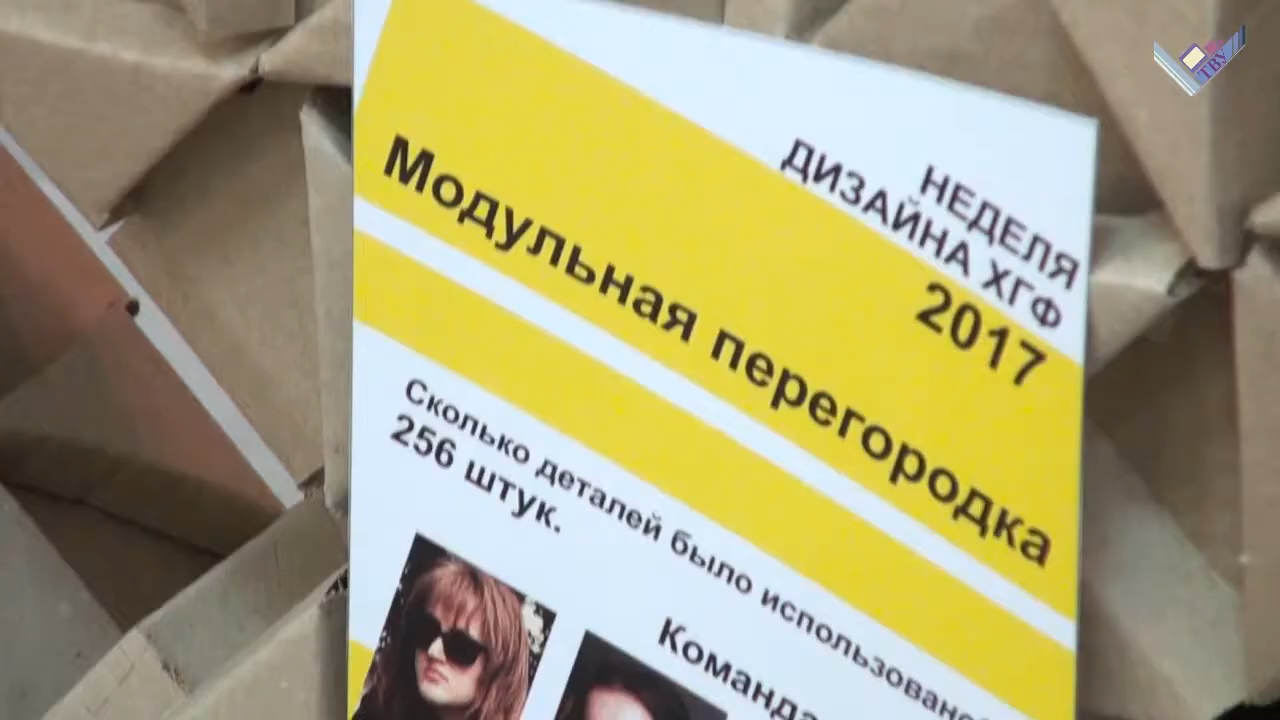 ТВУ
НЕДЕЛЯ
ДИЗАЙНА ХГФ
2017
Модульная перегородка
Сколько деталей было использовано?
256 штук.
Команда